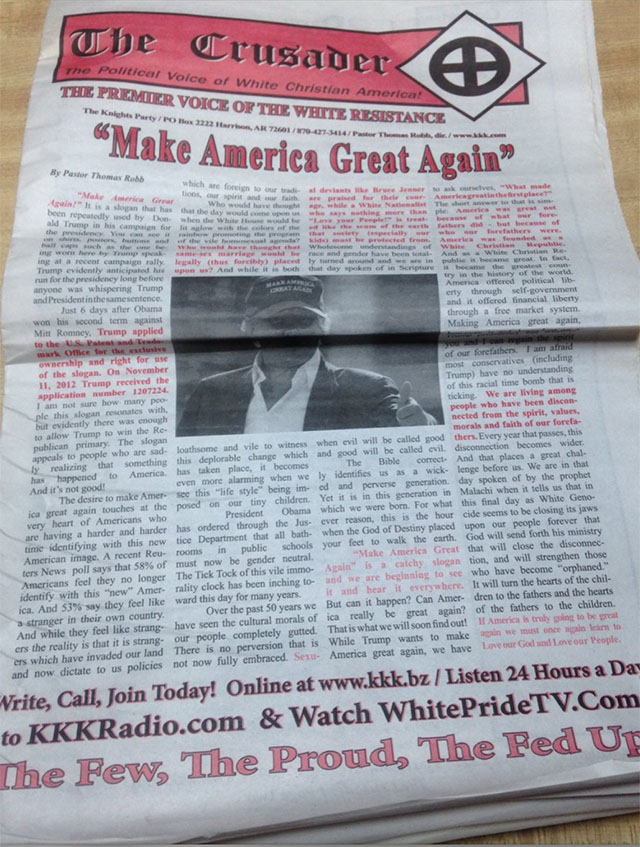 The Crusader
The Political Voice of White Christian America!
THE PREMIER VOICE OF THE WHITE RESISTANCE
The Knights Party / PO Box 2222 Harrison, AR 72601 / 870-427-3414 / Pastor Thomas Robb, dir. / www.kkk.com
“Make America Great Again”
By Pastor Thomas Robb
"Make America Great
Again!" It is a slogan that has
been repeatedly used by Don-
ald Trump in his campaign for
the presidency. You can see it
on shirts, posters, buttons and
ball caps such as the one be-
ing worn here by Trump speak-
ing at a recent campaign rally.
Trump evidently anticipated his
run for the presidency long before
anyone was whispering Trump
and President in the same sentence.
Just 6 days after Obama
won his second term against
Mitt Romney, Trump applied
to the U.S. Patent and Trade-
mark Office for the exclusive
ownership and right for use
of the slogan. On November
11, 2012 Trump received the
application number 1207224.
I am not sure how many peo-
ple this slogan resonates with,
but evidently there was enough
to allow Trump to win the Re-
publican primary. The slogan
appeals to people who are sad-
ly realizing that something
has happened to America.
And it's not good!
The desire to make Amer-
ica great again touches at the
very heart of Americans who
are having a harder and harder
time identifying with this new
American image. A recent Reu-
ters News poll says that 58% of
Americans feel they no longer
identify with this "new" Amer-
ica. And 53% say they feel like
a stranger in their own country.
And while they feel like strang-
ers the reality is that it is strang-
ers which have invaded our land
and now dictate to us policies
which are foreign to our tradi-
tions, our spirit and our faith.
Who would have thought
that the day would come upon us
when the White House would be
lit aglow with the colors of the
rainbow promoting the program
of the vile homosexual agenda?
Who would have thought that
same-sex marriage would be
legally (thus forcibly) placed
upon us? And while it is both
loathsome and vile to witness
this deplorable change which
has taken place, it becomes
even more alarming when we
see this "life style" being im-
posed on our tiny children.
President Obama
has ordered through the Jus-
tice Department that all bath-
rooms in public schools
must now be gender neutral.
The Tick Tock of this vile immo-
rality clock has been inching to-
ward this day for many years.
Over the past 50 years we
have seen the cultural morals of
our people completely gutted.
There is no perversion that is
not now fully embraced. Sexu-
al deviants like Bruce Jenner
are praised for their cour-
age, while a White Nationalist
who says nothing more than
"Love your People" is treat-
ed like the scum of the earth
that society (especially our
kids) must be protected from.
Wholesome understandings of
race and gender have been total-
ly turned around and we are in
that day spoken of in Scripture
MAKE AMERICA
GREAT AGAIN
when evil will be called good
and good will be called evil.
The Bible correct-
ly identifies us as a wick-
ed and perverse generation.
Yet it is in this generation in
which we were born. For what
ever reason, this is the hour
when the God of Destiny placed
your feet to walk the earth.
"Make America Great
Again" is a catchy slogan
and we are beginning to see
it and hear it everywhere.
But can it happen? Can Amer-
ica really be great again?
That is what we will soon find out!
While Trump wants to make
America great again, we have
to ask ourselves, "What made
America great in the first place?"
The short answer to that is sim-
ple. America was great not
because of what our fore-
fathers did - but because of
who our forefathers were.
America was founded as a
White Christian Republic.
And as a White Christian Re-
public it became great. In fact,
it became the greatest coun-
try in the history of the world.
America offered political lib-
erty through self-government
and it offered financial liberty
through a free market system.
Making America great again,
you and I can regain the spirit
of our forefathers. I am afraid
most conservatives (including
Trump) have no understanding
of this racial time bomb that is
ticking. We are living among
people who have been discon-
nected from the spirit, values,
morals and faith of our forefa-
thers. Every year that passes, this
disconnection becomes wider.
And that places a great chal-
lenge before us. We are in that
day spoken of by the prophet
Malachi when it tells us that in
this final day as White Geno-
cide seems to be closing its jaws
upon our people forever that
God will send forth his ministry
that will close the disconnec-
tion, and will strengthen those
who have become "orphaned."
It will turn the hearts of the chil-
dren to the fathers and the hearts
of the fathers to the children.
If America is truly going to be great
again we must once again learn to
Love our God and Love our People.
Write, Call, Join Today! Online at www.kkk.bz / Listen 24 Hours a Day
to KKKRadio.com & Watch WhitePrideTV.Com
The Few, The Proud, The Fed Up